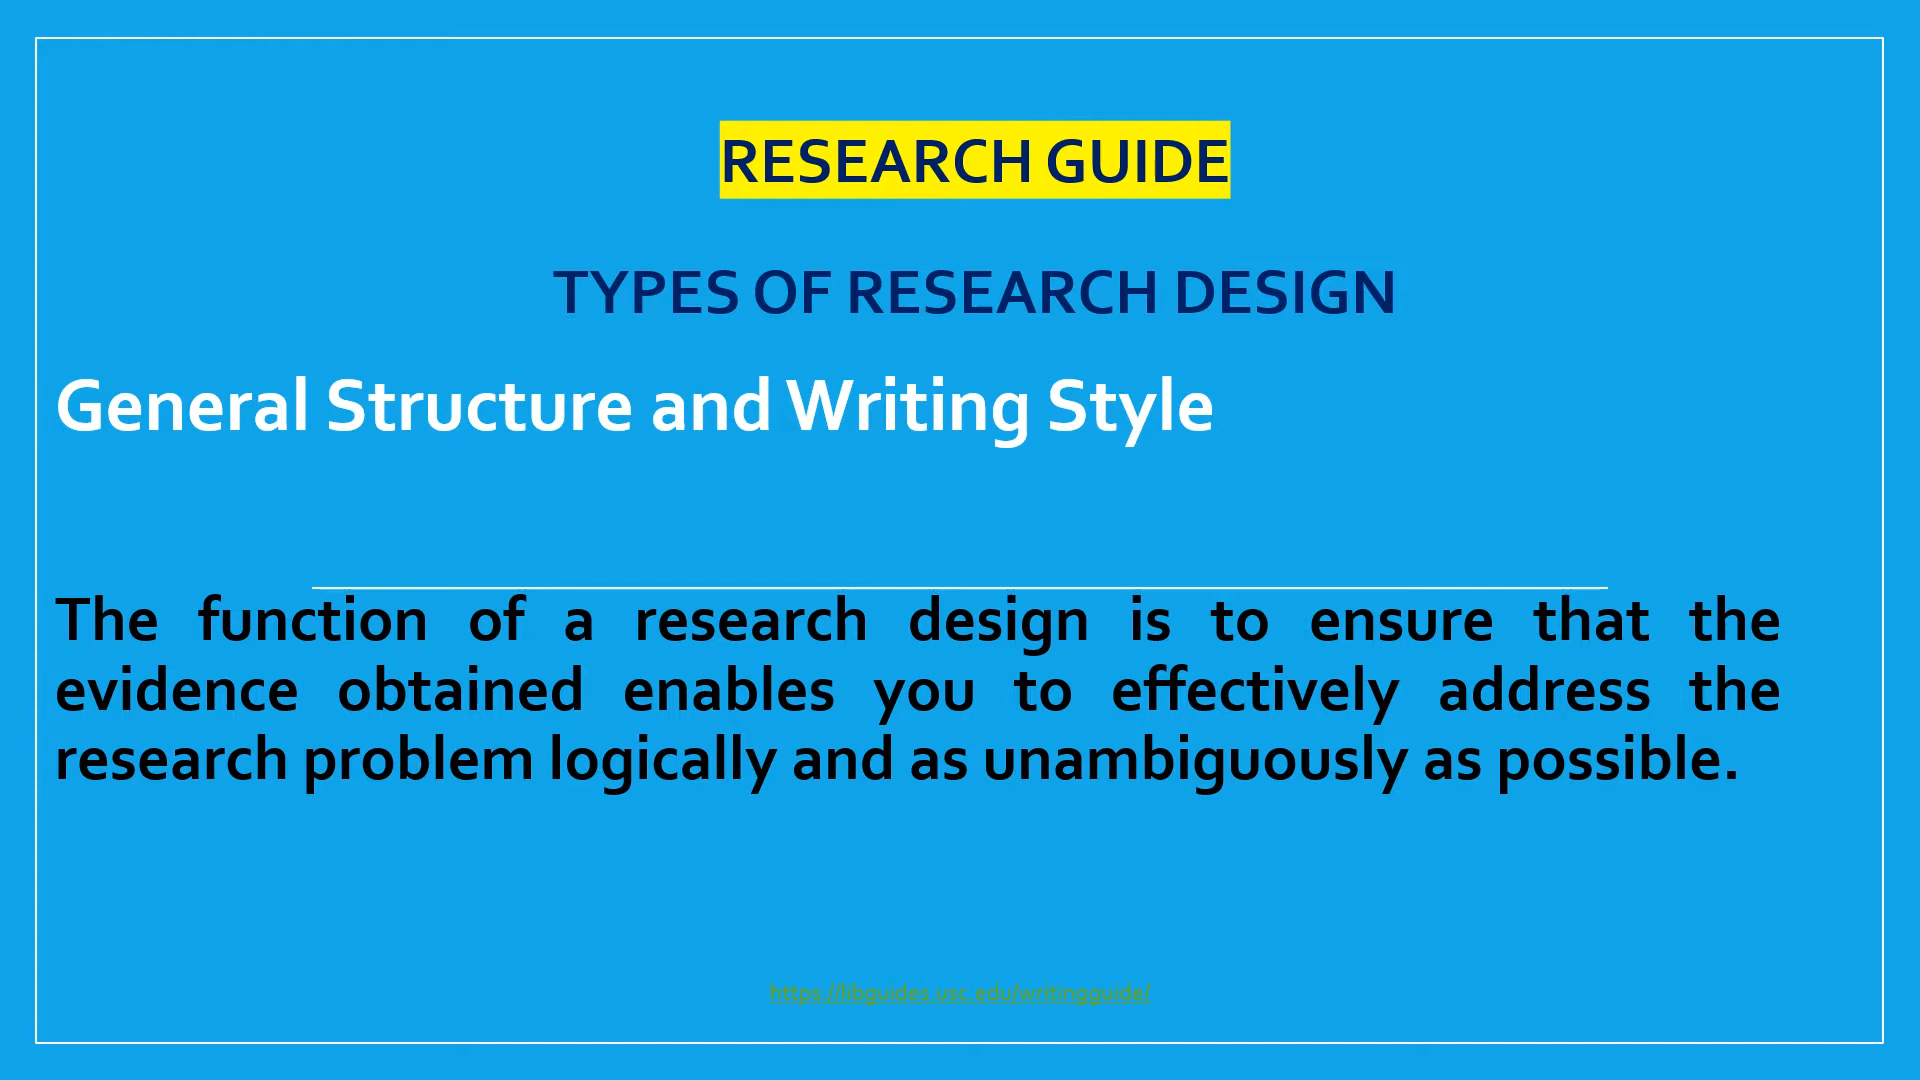 RESEARCH GUIDE
TYPES OF RESEARCH DESIGN
General Structure and Writing Style
The function of a research design is to ensure that the
evidence obtained enables you to effectively address the
research problem logically and as unambiguously as possible.
https://libguides.usc.edu/writingguide/